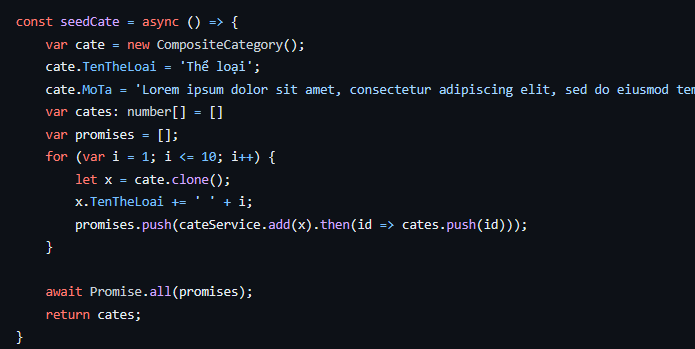 const seedCate = async () => {
var cate = new CompositeCategory();
cate.TenTheLoai = 'Thể loại';
cate.MoTa = 'Lorem ipsum dolor sit amet, consectetur adipiscing elit, sed do eiusmod tem
var cates: number[] = []
var promises = [];
for (var i = 1; i <= 10; i++) {
let x = cate.clone();
x.TenTheLoai += ' ' + i;
promises.push(cateService.add(x).then(id => cates.push(id)));
}
await Promise.all(promises);
return cates;
}